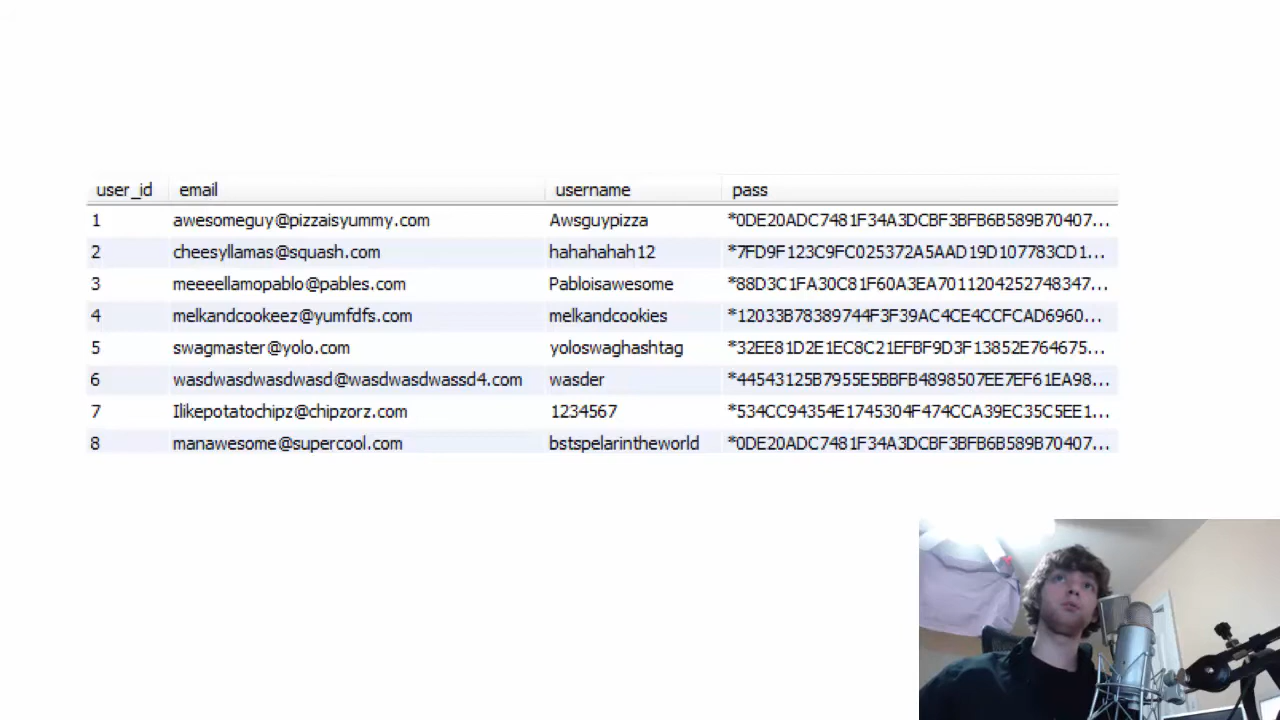 user_id email username pass
1 awesomeguy@pizzaisyummy.com Awsguypizza *0DE20ADC7481F34A3DCBF3BFB6B589B70407...
2 cheesyllamas@squash.com hahahahah12 *7FD9F123C9FC025372A5AAD19D107783CD1...
3 meeeellamopablo@pables.com Pabloisawesome *88D3C1FA30C81F60A3EA7011204252748347...
4 melkandcookeez@yumfdfs.com melkandcookies *12033B78389744F3F39AC4CE4CCFCAD6960...
5 swagmaster@yolo.com yoloswaghashtag *32EE81D2E1EC8C21EFBF9D3F13852E764675...
6 wasdwasdwasdwasd@wasdwasdwassd4.com wasder *44543125B7955E5BBFB4898507EE7EF61EA98...
7 Ilikepotatochipz@chipzorz.com 1234567 *534CC94354E1745304F474CCA39EC35C5EE1...
8 manawesome@supercool.com bstspelarintheworld *0DE20ADC7481F34A3DCBF3BFB6B589B70407...